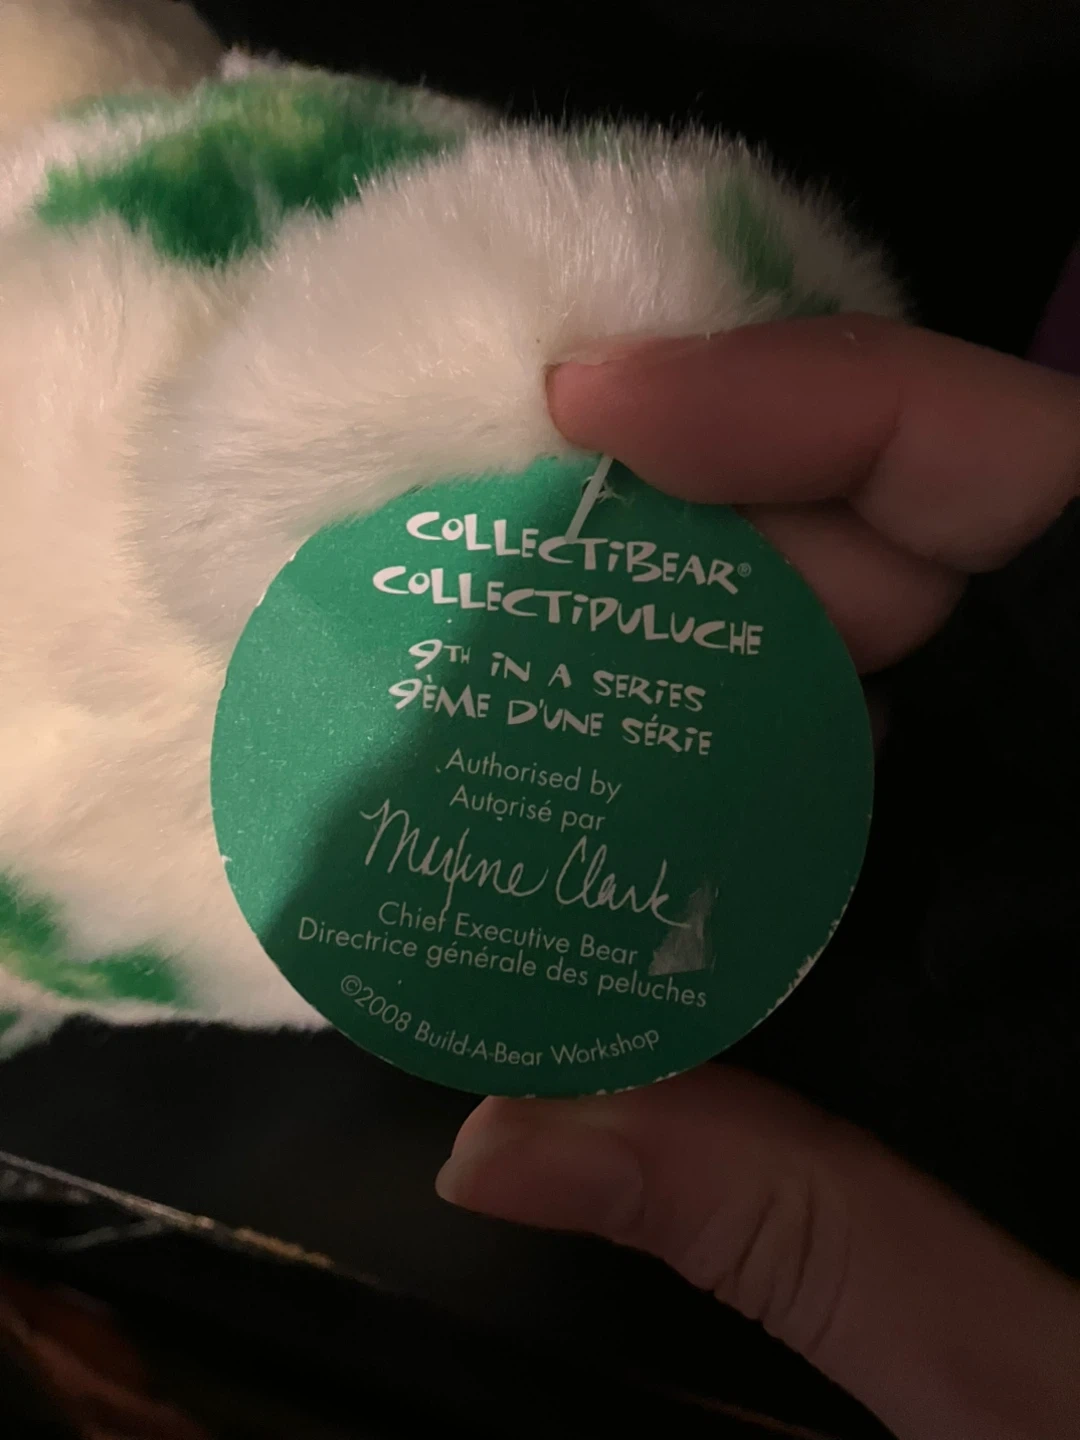 COLLECTiBEAR®
COLLECTiPULUCHE
9TH iN A SERiES
9ÈME D'UNE SÉRiE
Authorised by
Autorisé par
Maxine Clark
Chief Executive Bear
Directrice générale des peluches
©2008 Build-A-Bear Workshop